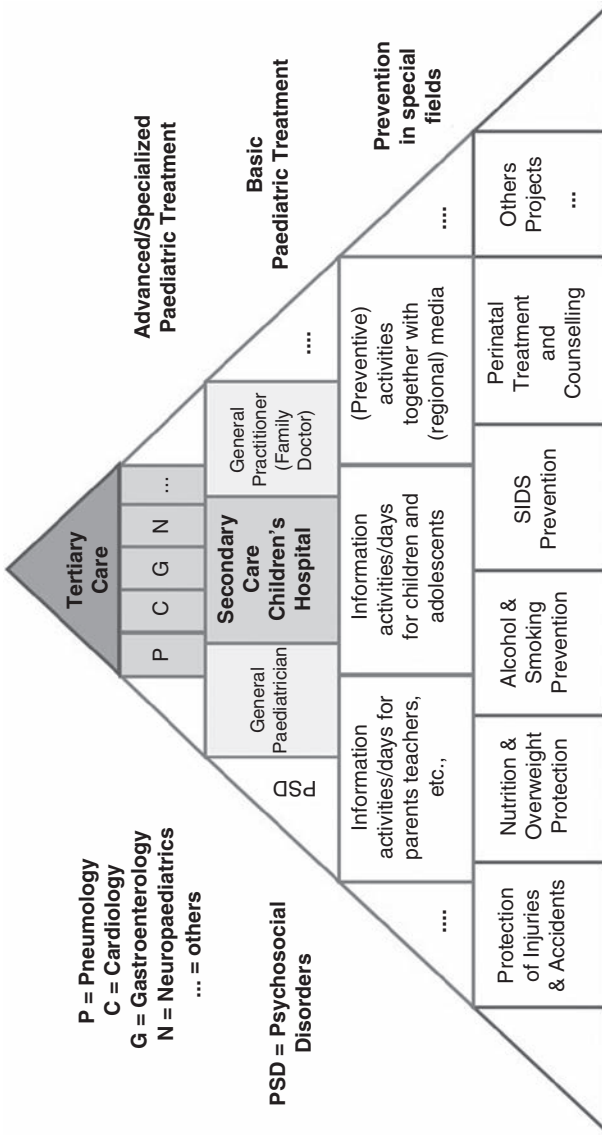 P = Pneumology
C = Cardiology
G = Gastroenterology
N = Neuropaediatrics
... = others
PSD = Psychosocial
Disorders
Tertiary
Care
P
C
G
N
...
Advanced/Specialized
Paediatric Treatment
PSD
General
Paediatrician
Secondary
Care
Children's
Hospital
General
Practitioner
(Family
Doctor)
....
Basic
Paediatric Treatment
....
Information
activities/days for
parents teachers,
etc.,
Information
activities/days
for children and
adolescents
(Preventive)
activities
together with
(regional) media
....
Prevention
in special
fields
Protection
of Injuries
& Accidents
Nutrition &
Overweight
Protection
Alcohol &
Smoking
Prevention
SIDS
Prevention
Perinatal
Treatment
and
Counselling
Others
Projects
...